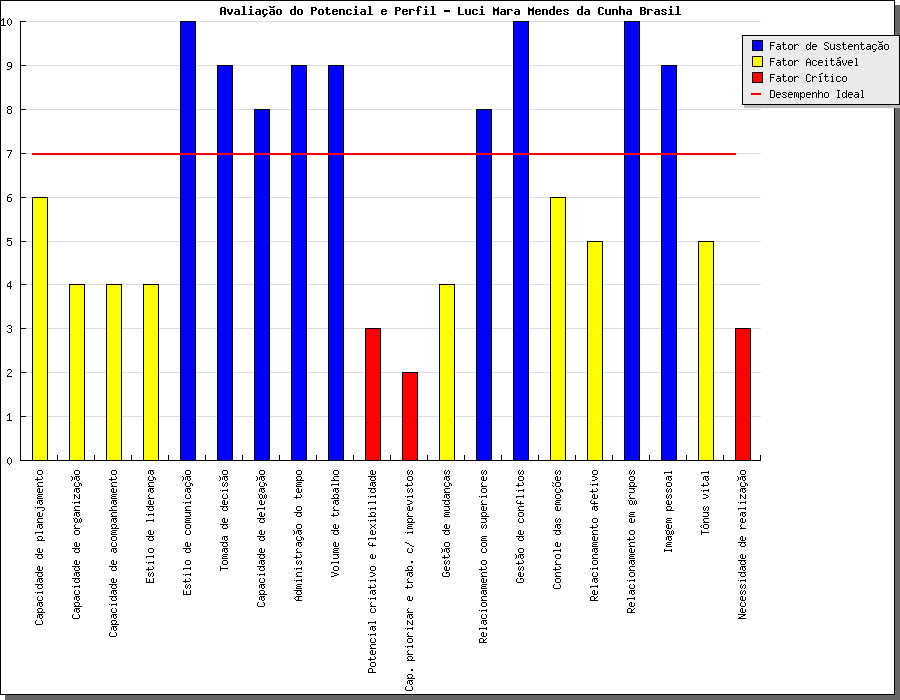 Avaliação do Potencial e Perfil - Luci Mara Mendes da Cunha Brasil
Fator de Sustentação
Fator Aceitável
Fator Crítico
Desempenho Ideal
10
9
8
7
6
5
4
3
2
1
0
Capacidade de planejamento
Capacidade de organização
Capacidade de acompanhamento
Estilo de liderança
Estilo de comunicação
Tomada de decisão
Capacidade de delegação
Administração do tempo
Volume de trabalho
Potencial criativo e flexibilidade
Cap. priorizar e trab. c/ imprevistos
Gestão de mudanças
Relacionamento com superiores
Gestão de conflitos
Controle das emoções
Relacionamento afetivo
Relacionamento em grupos
Imagem pessoal
Tônus vital
Necessidade de realização